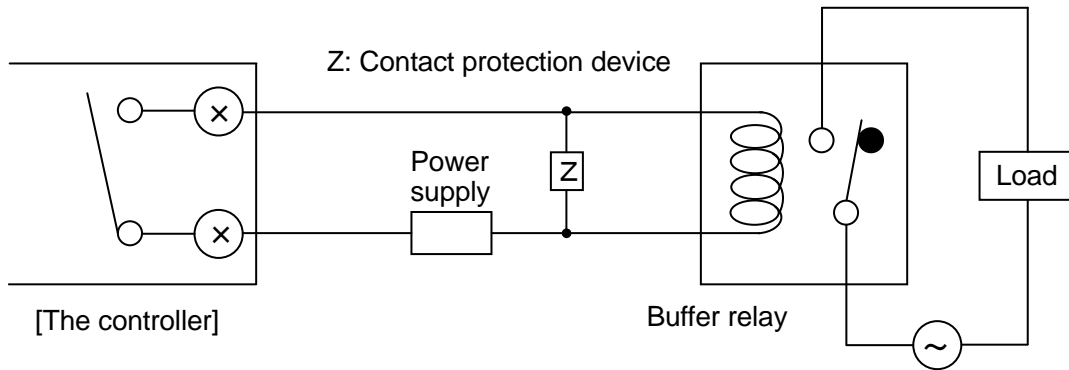 Z: Contact protection device
Power
supply
Z
Load
[The controller]
Buffer relay
~